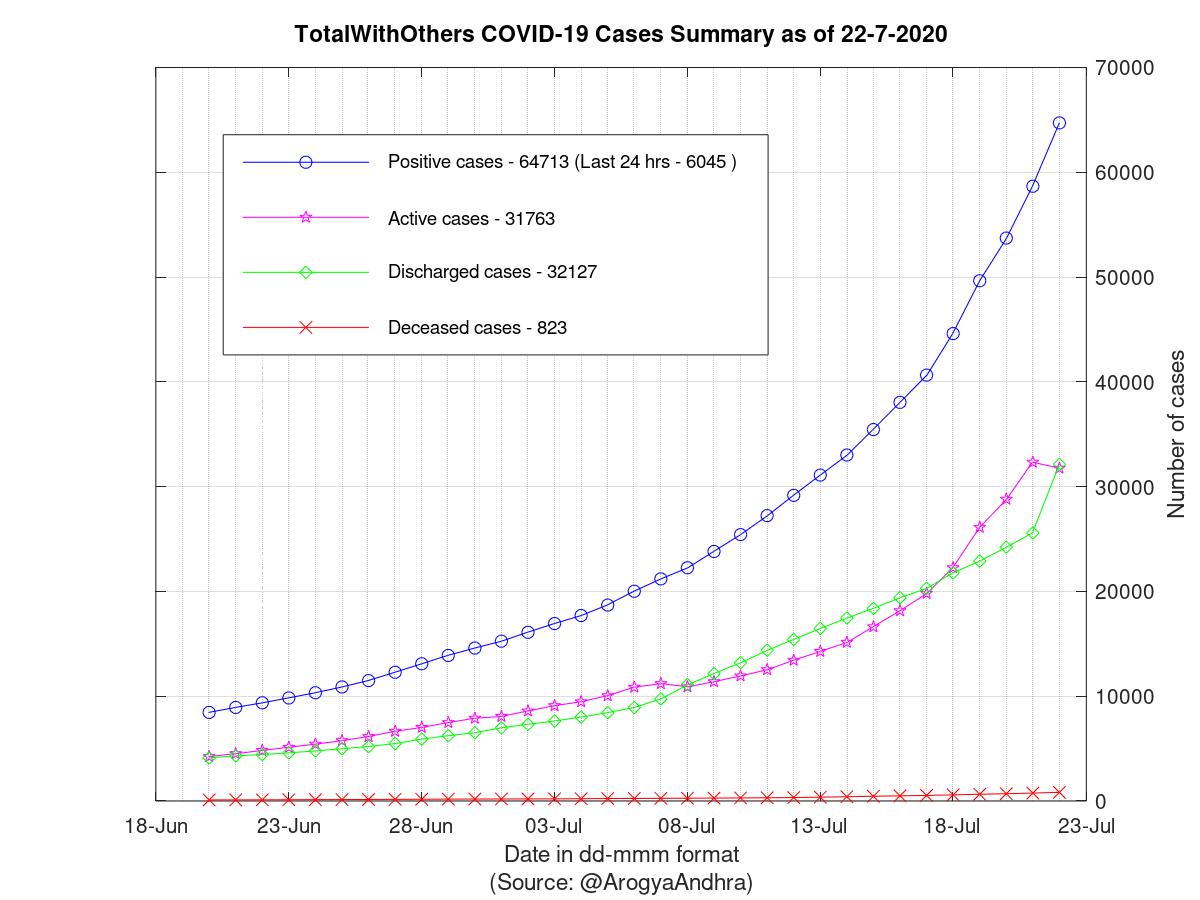 TotalWithOthers COVID-19 Cases Summary as of 22-7-2020
Positive cases - 64713 (Last 24 hrs - 6045 )
Active cases - 31763
Discharged cases - 32127
Deceased cases - 823
70000
60000
50000
40000
30000
20000
10000
0
Number of cases
18-Jun 23-Jun 28-Jun 03-Jul 08-Jul 13-Jul 18-Jul 23-Jul
Date in dd-mmm format
(Source: @ArogyaAndhra)